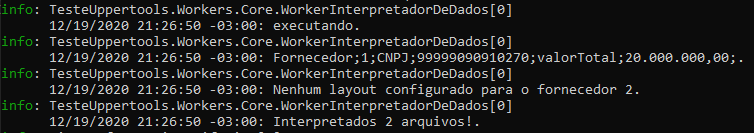 info: TesteUppertools.Workers.Core.WorkerInterpretadorDeDados[0]
12/19/2020 21:26:50 -03:00: executando.
info: TesteUppertools.Workers.Core.WorkerInterpretadorDeDados[0]
12/19/2020 21:26:50 -03:00: Fornecedor;1;CNPJ;99999090910270;valorTotal;20.000.000,00;.
info: TesteUppertools.Workers.Core.WorkerInterpretadorDeDados[0]
12/19/2020 21:26:50 -03:00: Nenhum layout configurado para o fornecedor 2.
info: TesteUppertools.Workers.Core.WorkerInterpretadorDeDados[0]
12/19/2020 21:26:50 -03:00: Interpretados 2 arquivos!.